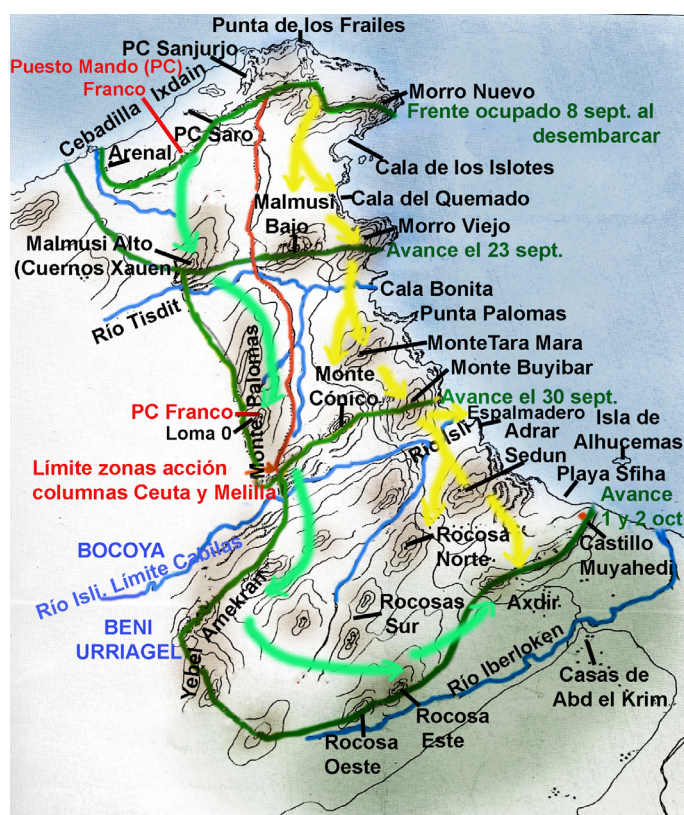 Punta de los Frailes
PC Sanjurjo
Puesto Mando (PC)
Franco
Cebadilla Ixdain
PC Saro
Arenal
Morro Nuevo
Frente ocupado 8 sept. al
desembarcar
Cala de los Islotes
Cala del Quemado
Malmusi
Bajo
Morro Viejo
Avance el 23 sept.
Malmusi Alto
(Cuernos Xauen)
Cala Bonita
Río Tisdit
Punta Palomas
MonteTara Mara
Monte Buyibar
Monte
Cónico
Monte Palomas
PC Franco
Loma 0
Avance el 30 sept.
Espalmadero
Río Isli
Adrar
Sedun
Isla de
Alhucemas
Playa Sfiha
Límite zonas acción
columnas Ceuta y Melilla
Avance
1 y 2 oct
Castillo
Muyahedi
BOCOYA
Río Isli. Límite Cabilas
BENI
URRIAGEL
Rocosa
Norte
Rocosas
Sur
Axdir
Yebel Amekran
Río Iberloken
Casas de
Abd el Krim
Rocosa
Este
Rocosa
Oeste